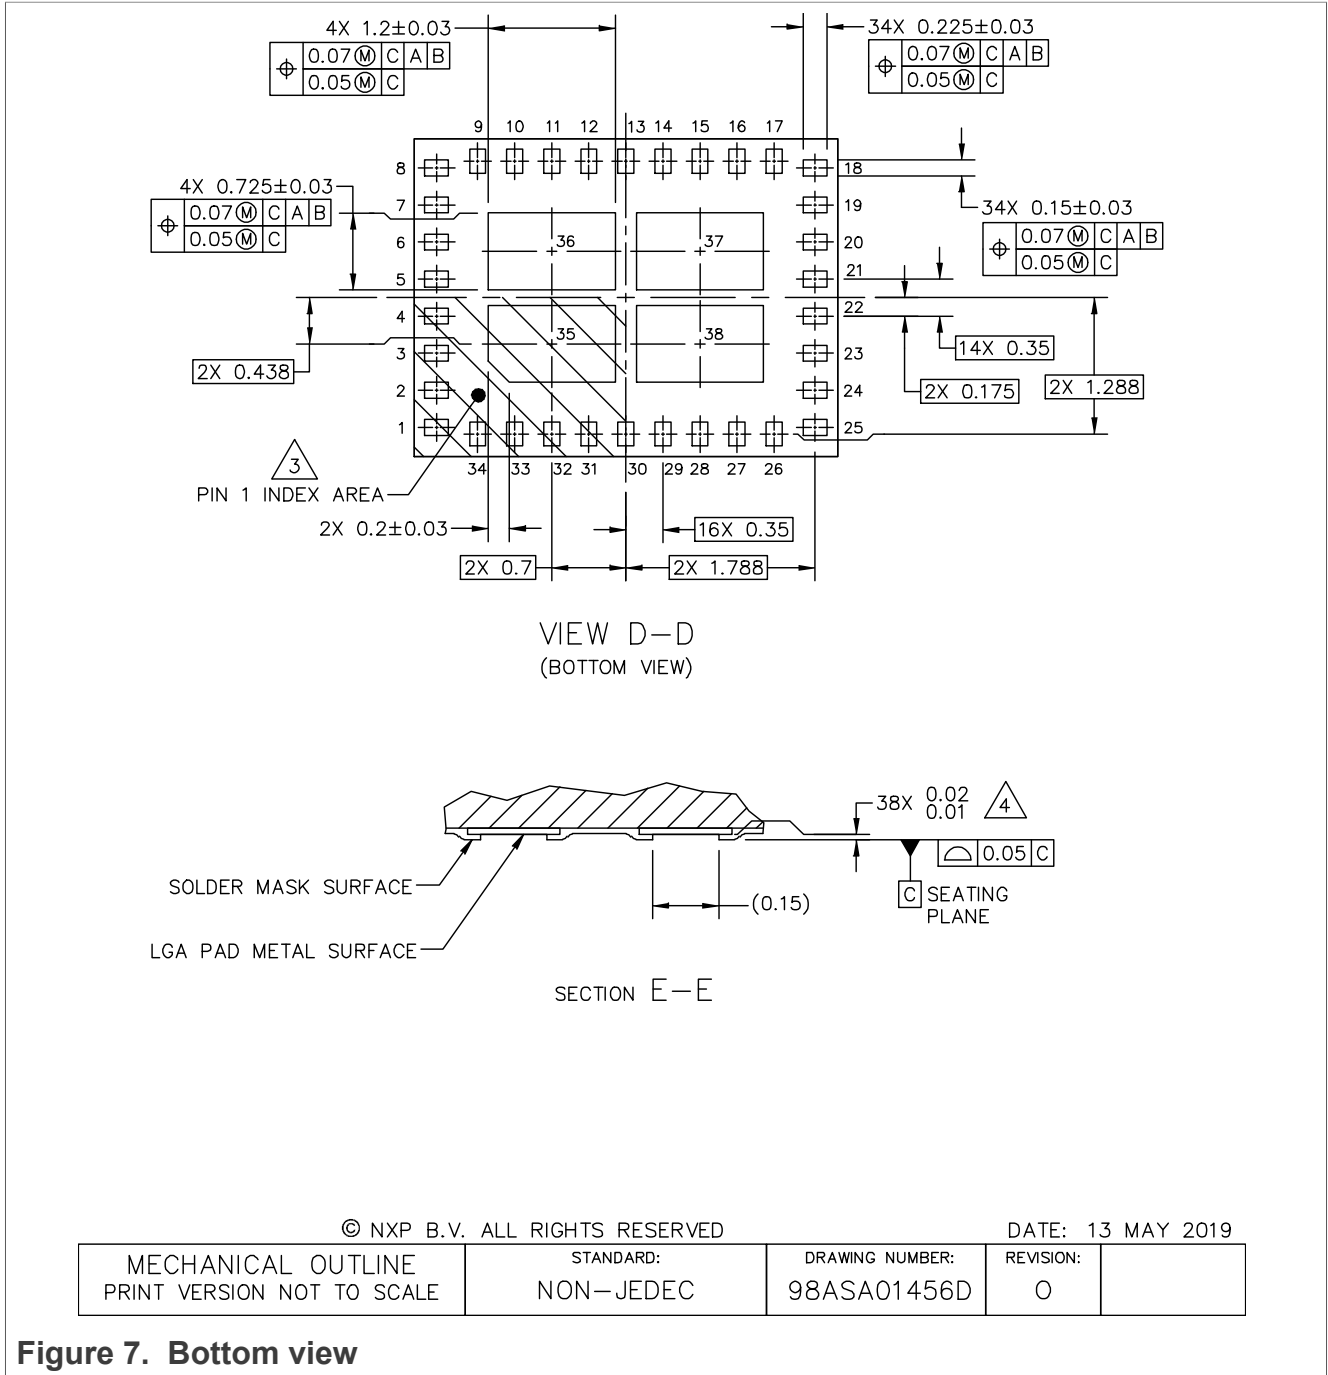 4X 1.2±0.03
0.07Ⓜ C A B
0.05Ⓜ C
34X 0.225±0.03
0.07Ⓜ C A B
0.05Ⓜ C
9 10 11 12 13 14 15 16 17
8
18
4X 0.725±0.03
0.07Ⓜ C A B
0.05Ⓜ C
7
19
34X 0.15±0.03
0.07Ⓜ C A B
0.05Ⓜ C
6
36
37
20
5
21
4
22
35
38
14X 0.35
3
23
2X 0.438
2
24
2X 0.175
2X 1.288
1
25
3
34 33 32 31 30 29 28 27 26
PIN 1 INDEX AREA
2X 0.2±0.03
16X 0.35
2X 0.7
2X 1.788
VIEW D-D
(BOTTOM VIEW)
38X 0.02
0.01
4
0.05 C
SOLDER MASK SURFACE
(0.15)
C SEATING
PLANE
LGA PAD METAL SURFACE
SECTION E-E
© NXP B.V. ALL RIGHTS RESERVED
DATE: 13 MAY 2019
MECHANICAL OUTLINE
PRINT VERSION NOT TO SCALE
STANDARD:
NON-JEDEC
DRAWING NUMBER:
98ASA01456D
REVISION:
O
Figure 7. Bottom view